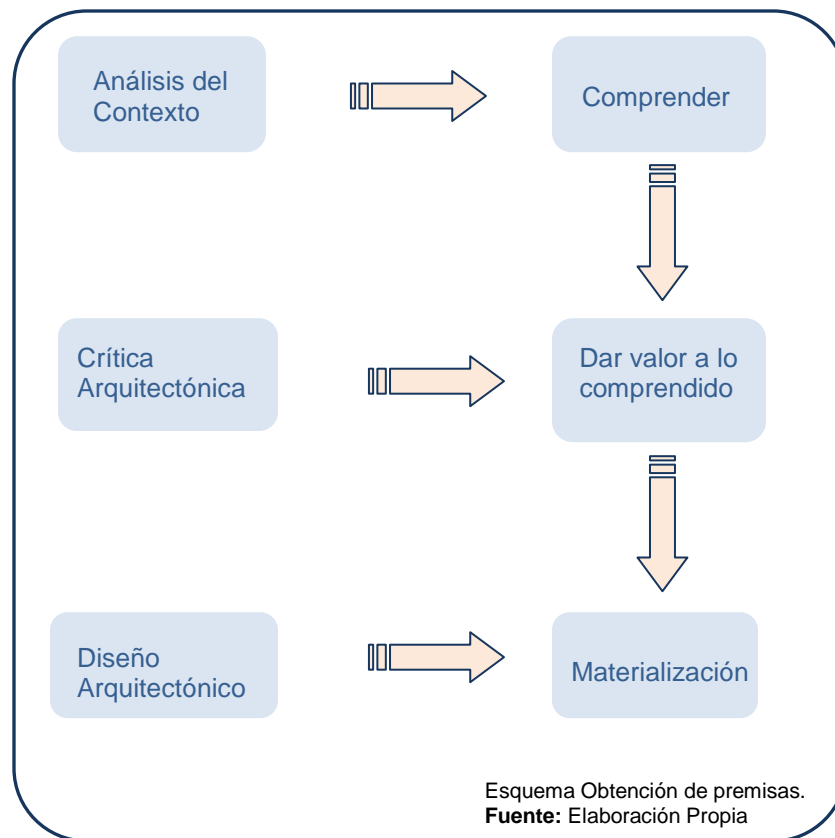 Análisis del
Contexto
Comprender
Crítica
Arquitectónica
Dar valor a lo
comprendido
Diseño
Arquitectónico
Materialización
Esquema Obtención de premisas.
Fuente: Elaboración Propia